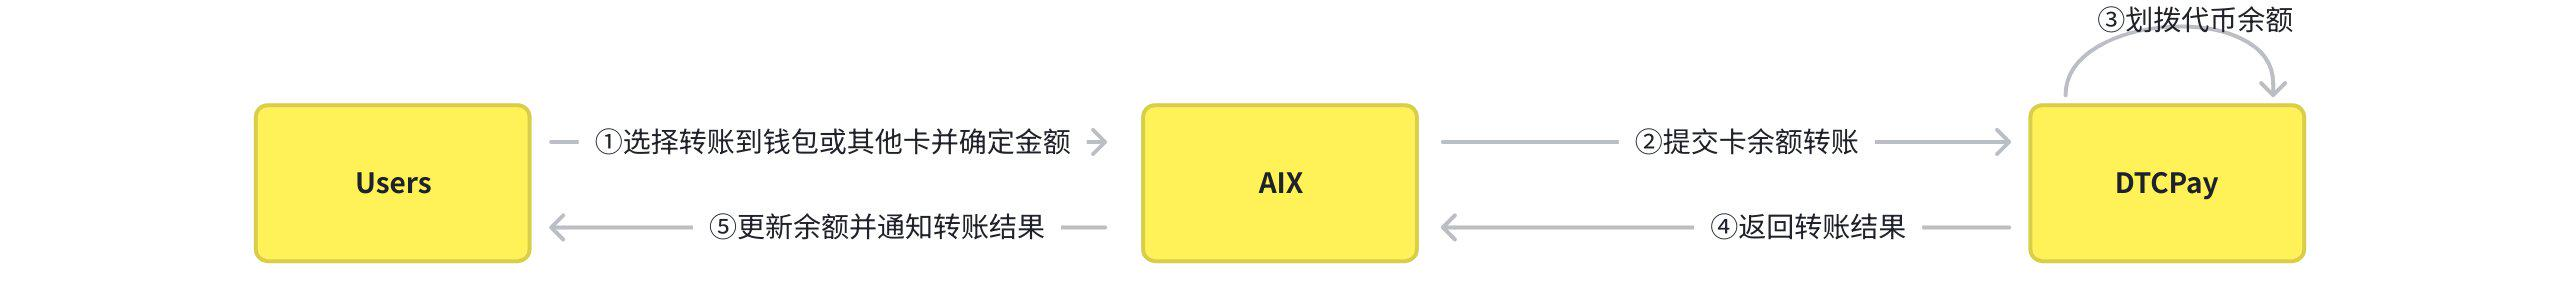 ③划拨代币余额
①选择转账到钱包或其他卡并确定金额
②提交卡余额转账
Users
AIX
DTCPay
⑤更新余额并通知转账结果
④返回转账结果